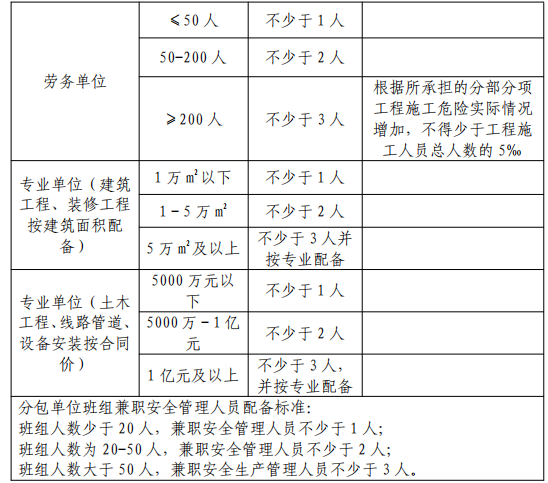 劳务单位
≤50 人
不少于 1 人
50-200 人
不少于 2 人
≥200 人
不少于 3 人
根据所承担的分部分项
工程施工危险实际情况
增加，不得少于工程施
工人员总人数的 5‰
专业单位（建筑
工程、装修工程
按建筑面积配
备）
1 万㎡以下
不少于 1 人
1-5 万㎡
不少于 2 人
5 万㎡及以上
不少于 3 人并
按专业配备
专业单位（土木
工程、线路管道、
设备安装按合同
价）
5000 万元以
下
不少于 1 人
5000 万-1 亿
元
不少于 2 人
1 亿元及以上
不少于 3 人，
并按专业配备
分包单位班组兼职安全管理人员配备标准：
班组人数少于 20 人，兼职安全管理人员不少于 1 人；
班组人数为 20-50 人，兼职安全管理人员不少于 2 人；
班组人数大于 50 人，兼职安全生产管理人员不少于 3 人。